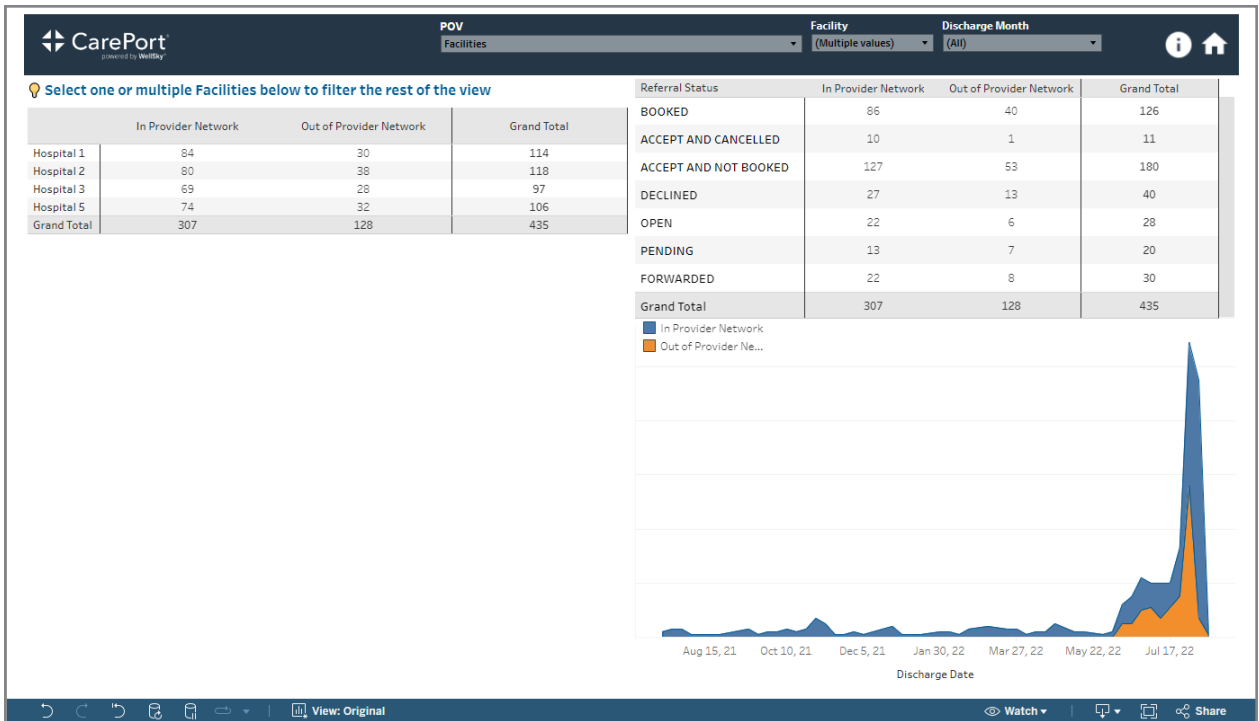 CarePort
powered by WellSky
POV
Facilities
Facility
(Multiple values)
Discharge Month
(All)
Select one or multiple Facilities below to filter the rest of the view
In Provider Network Out of Provider Network Grand Total
Hospital 1 84 30 114
Hospital 2 80 38 118
Hospital 3 69 28 97
Hospital 5 74 32 106
Grand Total 307 128 435
Referral Status In Provider Network Out of Provider Network Grand Total
BOOKED 86 40 126
ACCEPT AND CANCELLED 10 1 11
ACCEPT AND NOT BOOKED 127 53 180
DECLINED 27 13 40
OPEN 22 6 28
PENDING 13 7 20
FORWARDED 22 8 30
Grand Total 307 128 435
In Provider Network
Out of Provider Ne...
Aug 15, 21 Oct 10, 21 Dec 5, 21 Jan 30, 22 Mar 27, 22 May 22, 22 Jul 17, 22
Discharge Date
View: Original Watch Share